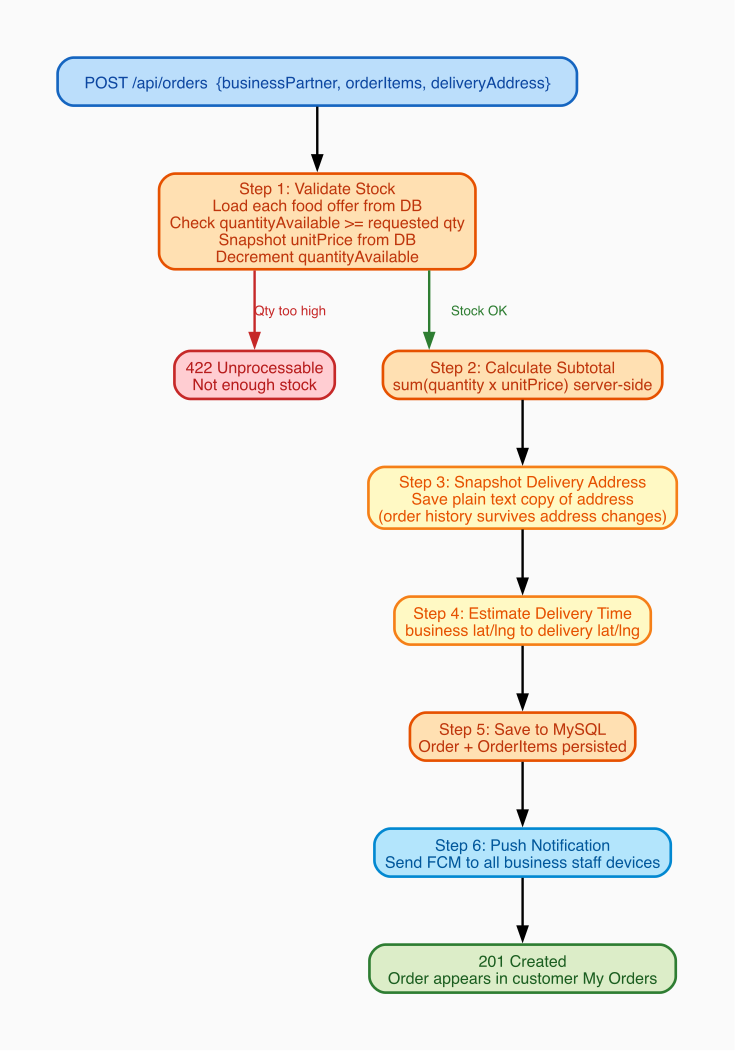 POST /api/orders  {businessPartner, orderItems, deliveryAddress}
Step 1: Validate Stock
Load each food offer from DB
Check quantityAvailable >= requested qty
Snapshot unitPrice from DB
Decrement quantityAvailable
Qty too high
Stock OK
422 Unprocessable
Not enough stock
Step 2: Calculate Subtotal
sum(quantity x unitPrice) server-side
Step 3: Snapshot Delivery Address
Save plain text copy of address
(order history survives address changes)
Step 4: Estimate Delivery Time
business lat/lng to delivery lat/lng
Step 5: Save to MySQL
Order + OrderItems persisted
Step 6: Push Notification
Send FCM to all business staff devices
201 Created
Order appears in customer My Orders